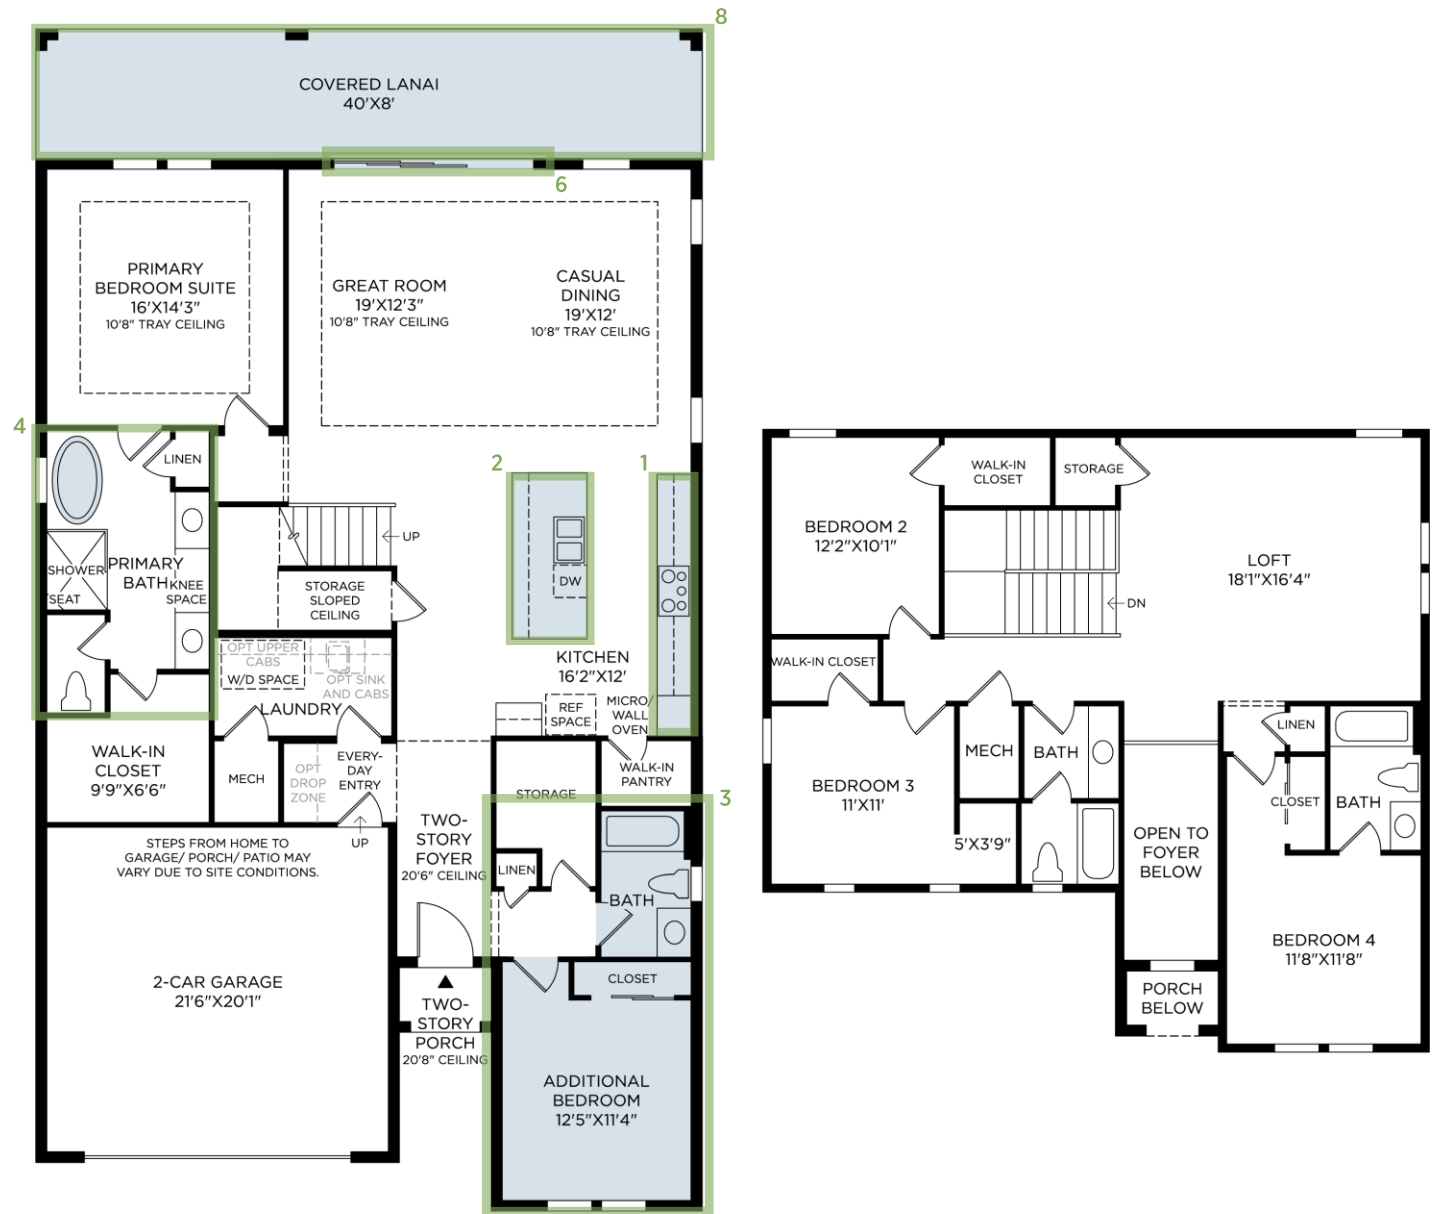 8
COVERED LANAI
40'X8'
6
PRIMARY
BEDROOM SUITE
16'X14'3"
10'8" TRAY CEILING
GREAT ROOM
19'X12'3"
10'8" TRAY CEILING
CASUAL
DINING
19'X12'
10'8" TRAY CEILING
4
LINEN
PRIMARY
BATH
SHOWER
SEAT
KNEE
SPACE
2
1
UP
DW
STORAGE
SLOPED
CEILING
KITCHEN
16'2"X12'
OPT UPPER
CABS
W/D SPACE
OPT SINK
AND CABS
LAUNDRY
REF
SPACE
MICRO/
WALL
OVEN
WALK-IN
CLOSET
9'9"X6'6"
MECH
OPT
DROP
ZONE
EVERY-
DAY
ENTRY
UP
WALK-IN
PANTRY
STORAGE
3
STEPS FROM HOME TO
GARAGE/ PORCH/ PATIO MAY
VARY DUE TO SITE CONDITIONS.
TWO-
STORY
FOYER
20'6" CEILING
LINEN
BATH
2-CAR GARAGE
21'6"X20'1"
CLOSET
TWO-
STORY
PORCH
20'8" CEILING
ADDITIONAL
BEDROOM
12'5"X11'4"
WALK-IN
CLOSET
STORAGE
BEDROOM 2
12'2"X10'1"
LOFT
18'1"X16'4"
DN
WALK-IN CLOSET
BEDROOM 3
11'X11'
MECH
BATH
5'X3'9"
LINEN
CLOSET
BATH
OPEN TO
FOYER
BELOW
BEDROOM 4
11'8"X11'8"
PORCH
BELOW